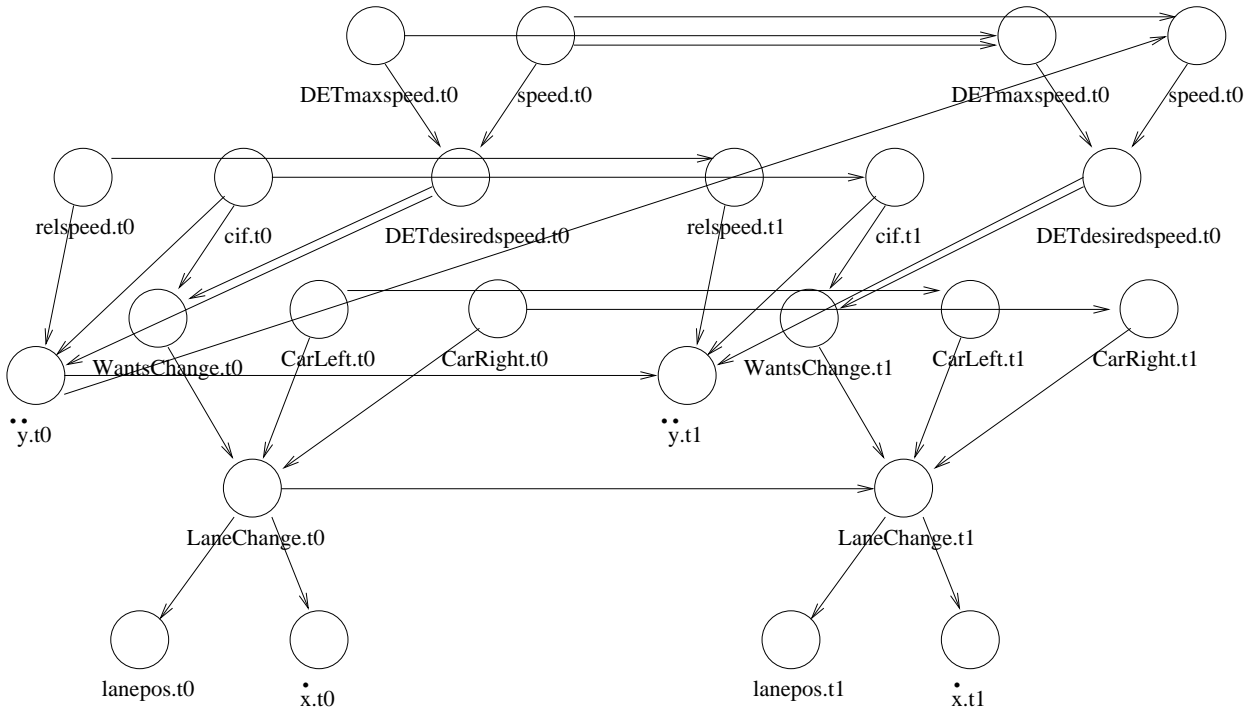 DETmaxspeed.t0
speed.t0
DETmaxspeed.t0
speed.t0
relspeed.t0
cif.t0
DETdesiredspeed.t0
relspeed.t1
cif.t1
DETdesiredspeed.t0
WantsChange.t0
CarLeft.t0
CarRight.t0
WantsChange.t1
CarLeft.t1
CarRight.t1
ÿ.t0
ÿ.t1
LaneChange.t0
LaneChange.t1
lanepos.t0
ẋ.t0
lanepos.t1
ẋ.t1